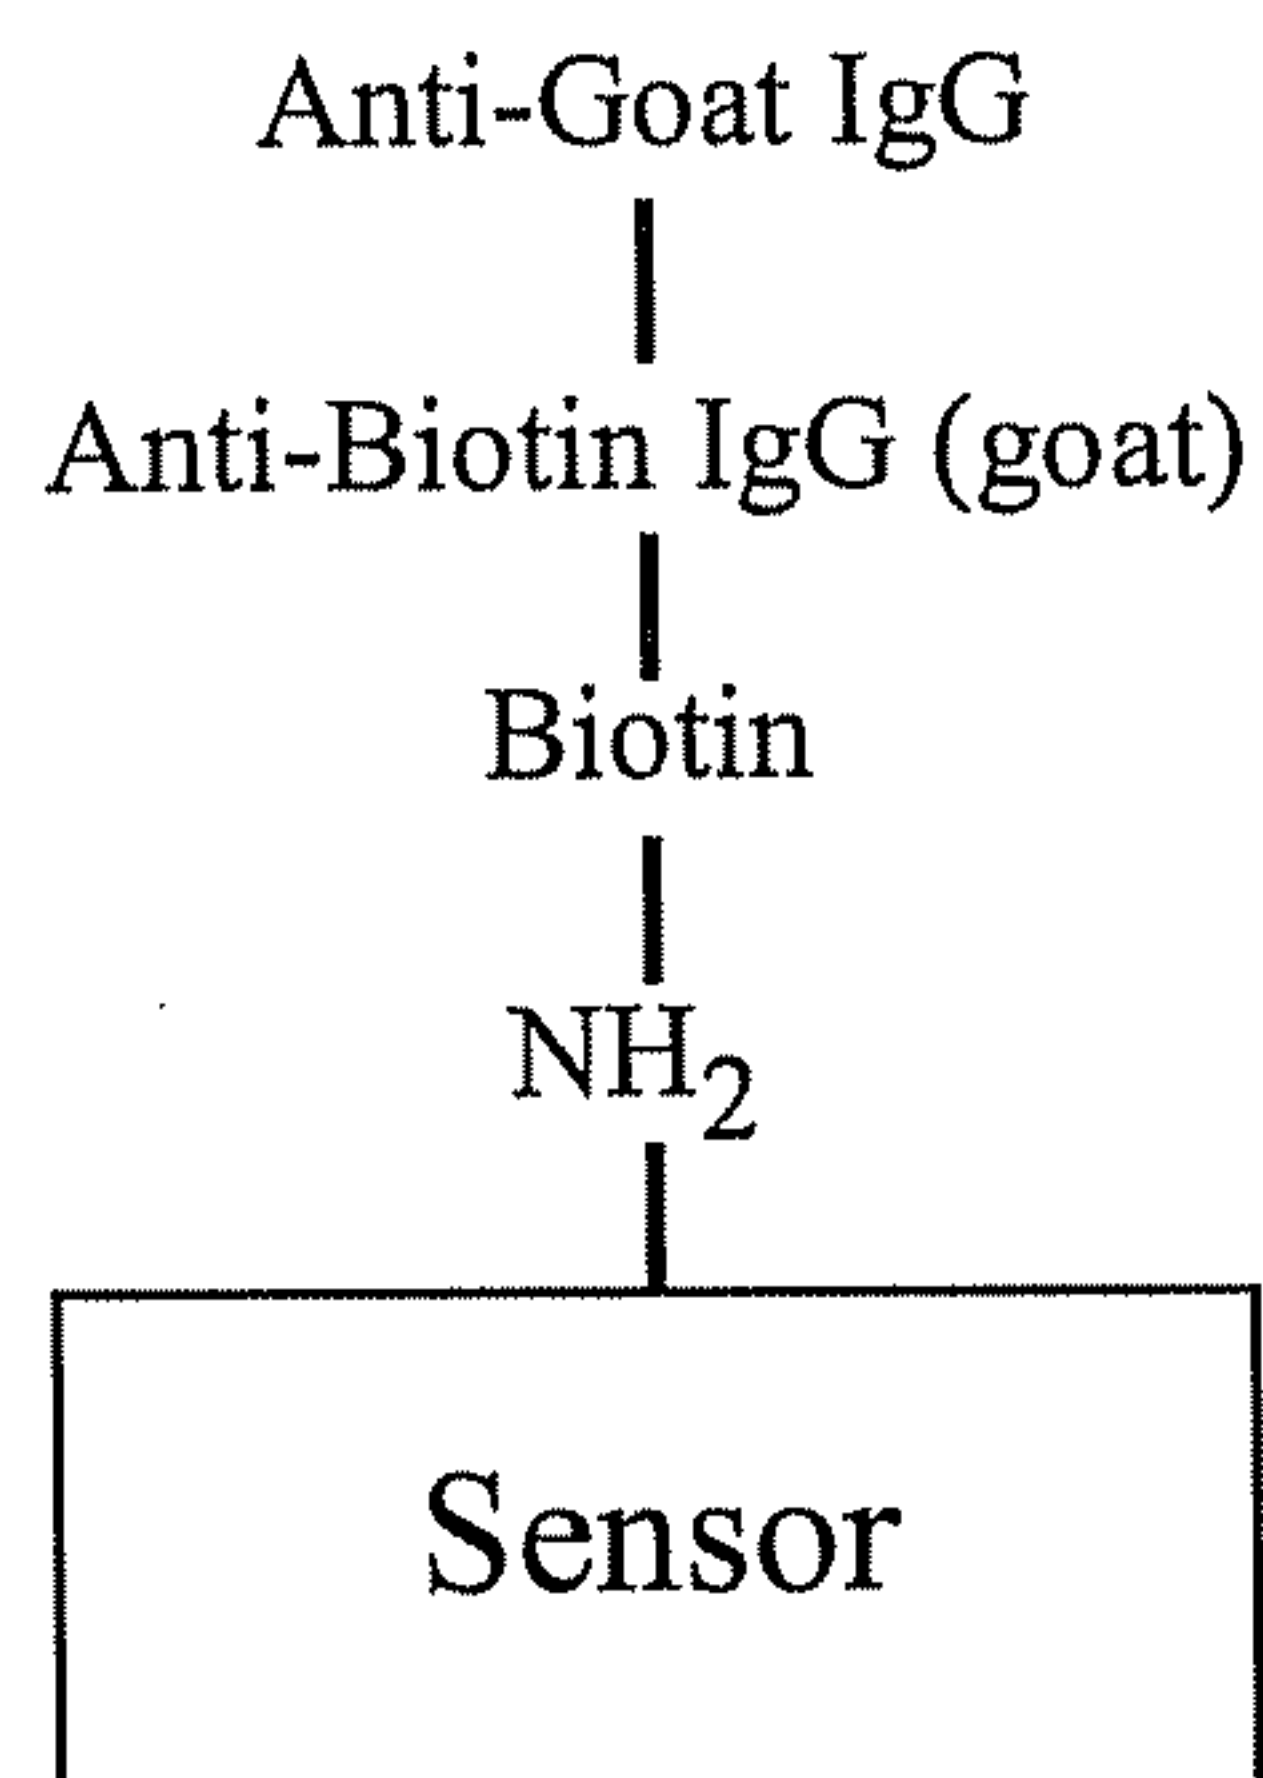 Anti-Goat IgG
Anti-Biotin IgG (goat)
Biotin
NH₂
Sensor